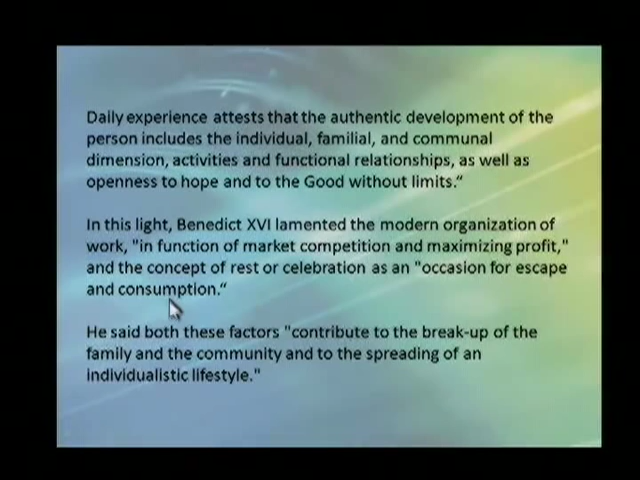 Daily experience attests that the authentic development of the
person includes the individual, familial, and communal
dimension, activities and functional relationships, as well as
openness to hope and to the Good without limits.“
In this light, Benedict XVI lamented the modern organization of
work, "in function of market competition and maximizing profit,"
and the concept of rest or celebration as an "occasion for escape
and consumption.“
He said both these factors "contribute to the break-up of the
family and the community and to the spreading of an
individualistic lifestyle."